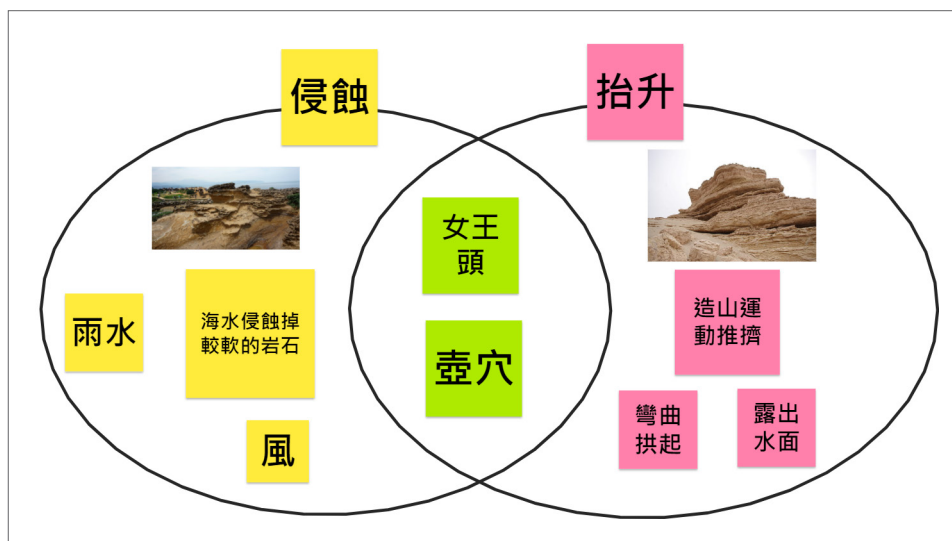 侵蝕
抬升
女王
頭
雨水
海水侵蝕掉
較軟的岩石
壺穴
造山運
動推擠
風
彎曲
拱起
露出
水面